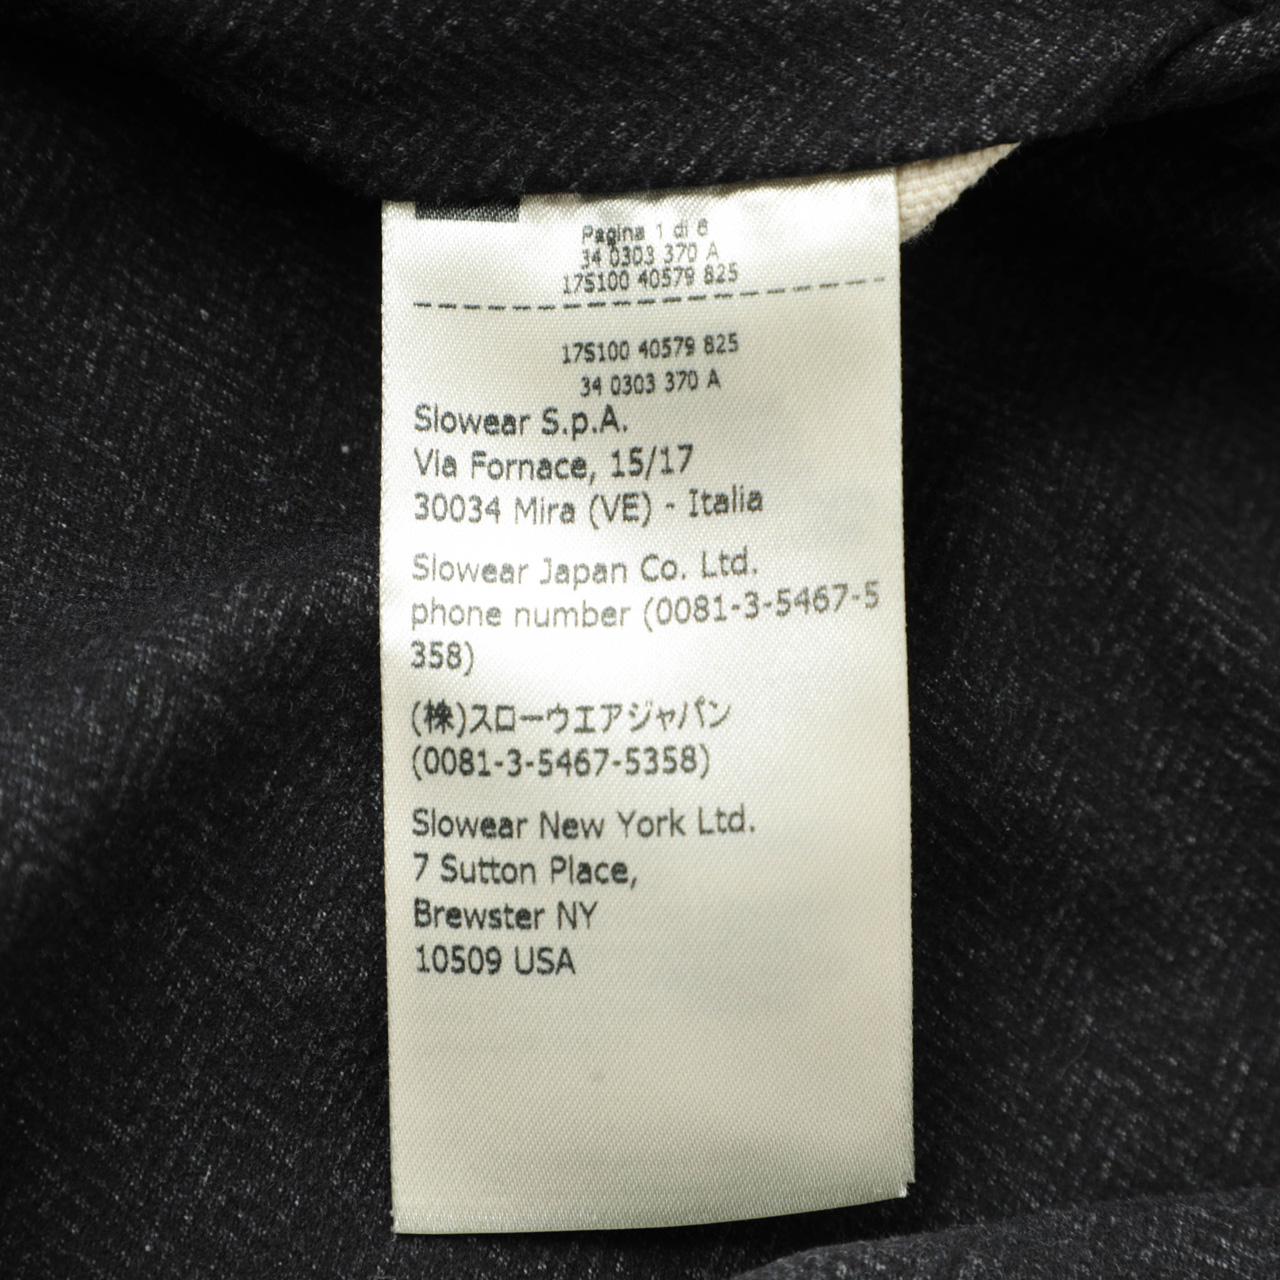 Pagina 1 di 6
34 0303 370 A
17S100 40579 825
17S100 40579 825
34 0303 370 A
Slowear S.p.A.
Via Fornace, 15/17
30034 Mira (VE) - Italia
Slowear Japan Co. Ltd.
phone number (0081-3-5467-5
358)
(株)スローウエアジャパン
(0081-3-5467-5358)
Slowear New York Ltd.
7 Sutton Place,
Brewster NY
10509 USA